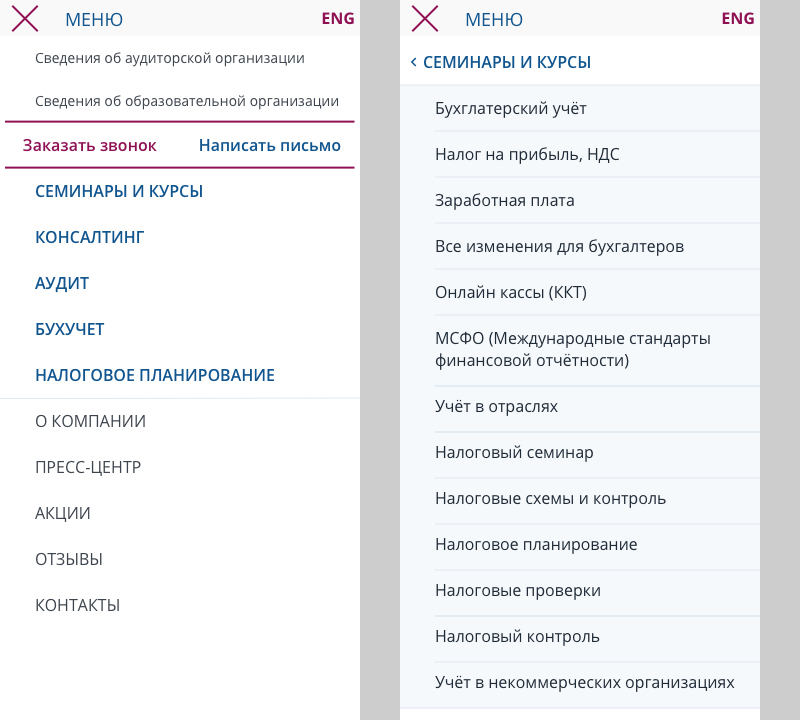 МЕНЮ
ENG
Сведения об аудиторской организации
Сведения об образовательной организации
Заказать звонок
Написать письмо
СЕМИНАРЫ И КУРСЫ
КОНСАЛТИНГ
АУДИТ
БУХУЧЕТ
НАЛОГОВОЕ ПЛАНИРОВАНИЕ
О КОМПАНИИ
ПРЕСС-ЦЕНТР
АКЦИИ
ОТЗЫВЫ
КОНТАКТЫ
МЕНЮ
ENG
СЕМИНАРЫ И КУРСЫ
Бухглатерский учёт
Налог на прибыль, НДС
Заработная плата
Все изменения для бухгалтеров
Онлайн кассы (ККТ)
МСФО (Международные стандарты
финансовой отчётности)
Учёт в отраслях
Налоговый семинар
Налоговые схемы и контроль
Налоговое планирование
Налоговые проверки
Налоговый контроль
Учёт в некоммерческих организациях